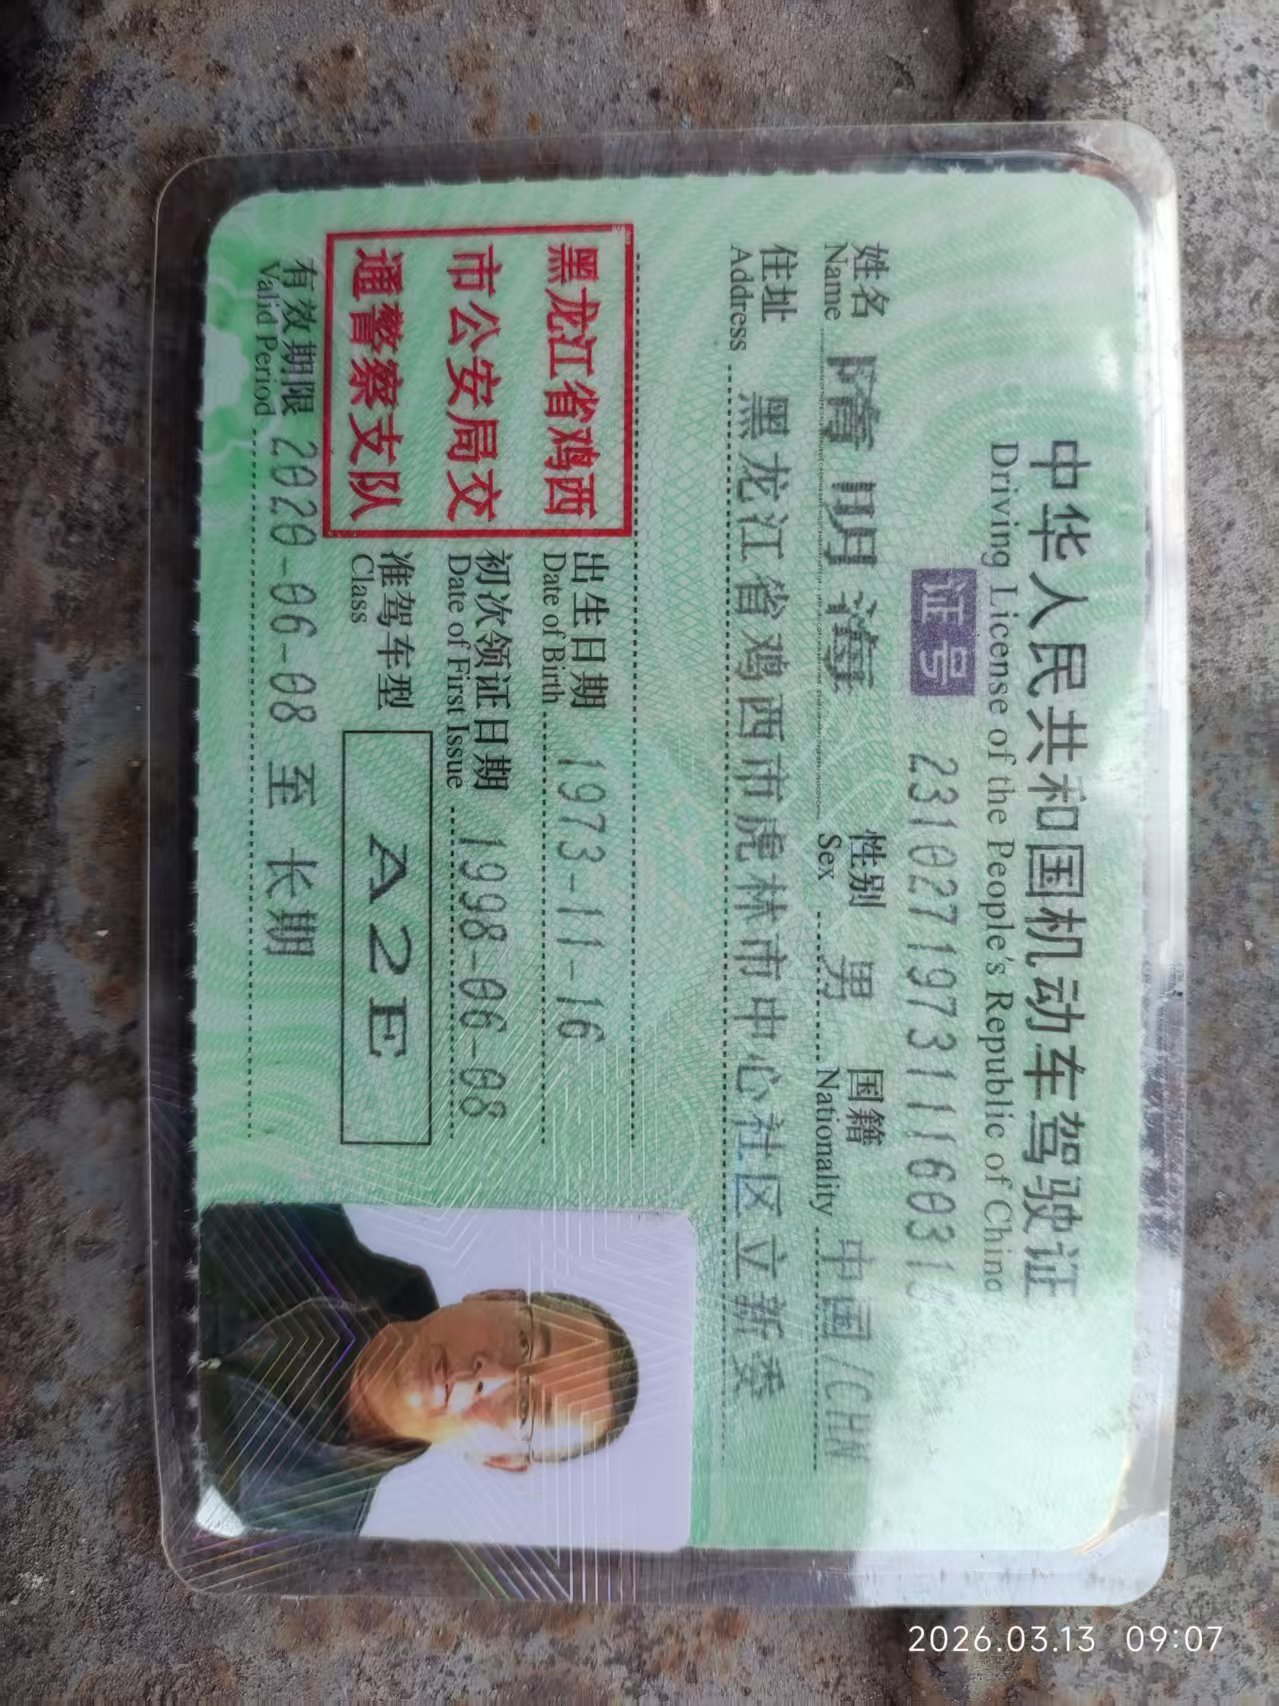 中华人民共和国机动车驾驶证
Driving License of the People's Republic of China
证号 23102719731116031
姓名 隋明海 性别 男 国籍 中国/CHN
Name Sex Nationality
住址 黑龙江省鸡西市虎林市中心社区立新委
Address
黑龙江省鸡西
市公安局交
通警察支队
出生日期 1973-11-16
Date of Birth
初次领证日期 1998-06-08
Date of First Issue
准驾车型 A2E
Class
有效期限 2020-06-08 至 长期
Valid Period
2026.03.13 09:07